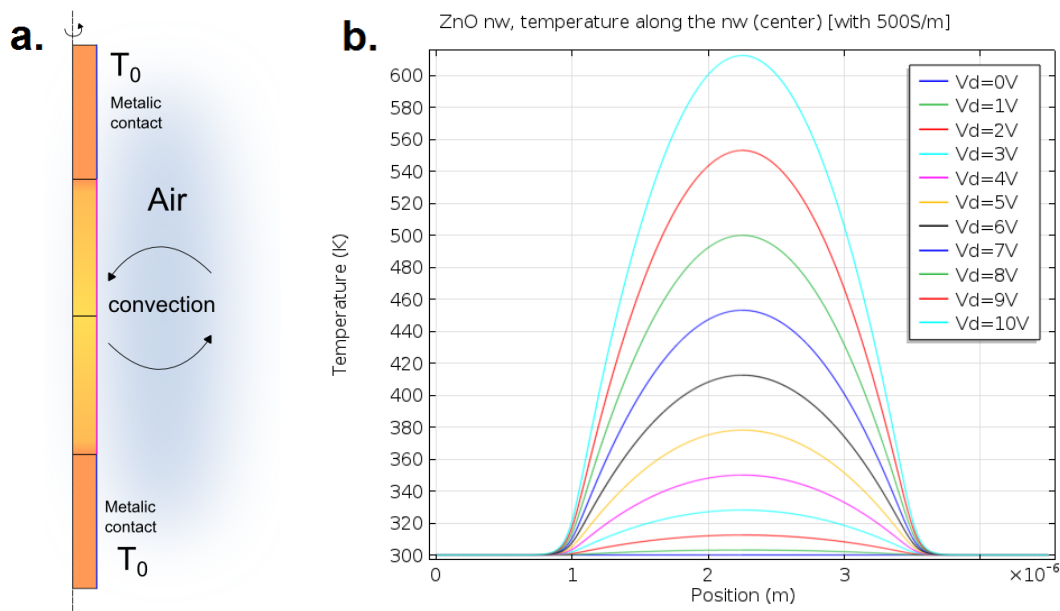 a.
T0
Metalic
contact
Air
convection
Metalic
contact
T0
b.
ZnO nw, temperature along the nw (center) [with 500S/m]
Temperature (K)
600
580
560
540
520
500
480
460
440
420
400
380
360
340
320
300
0
1
2
3
×10⁻⁶
Position (m)
Vd=0V
Vd=1V
Vd=2V
Vd=3V
Vd=4V
Vd=5V
Vd=6V
Vd=7V
Vd=8V
Vd=9V
Vd=10V